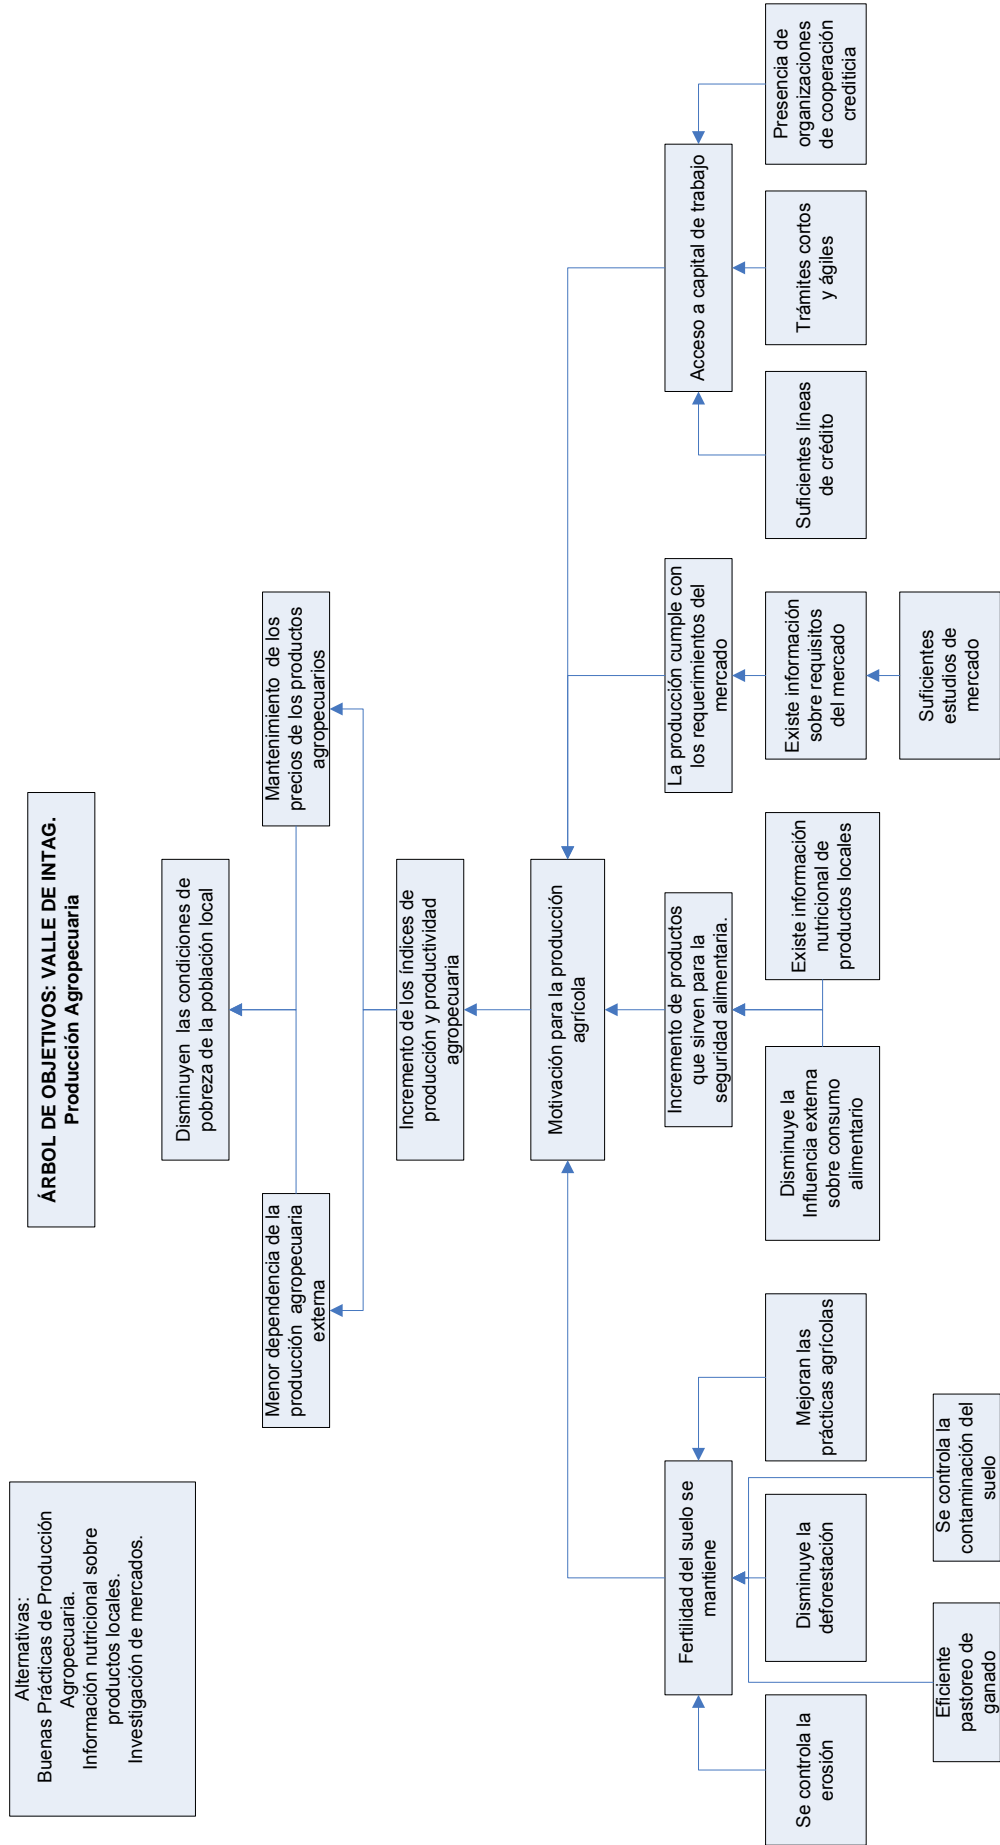 ÁRBOL DE OBJETIVOS: VALLE DE INTAG.
Producción Agropecuaria
Alternativas:
Buenas Prácticas de Producción
Agropecuaria.
Información nutricional sobre
productos locales.
Investigación de mercados.
Disminuyen las condiciones de
pobreza de la población local
Menor dependencia de la
producción agropecuaria
externa
Mantenimiento de los
precios de los productos
agropecuarios
Incremento de los índices de
producción y productividad
agropecuaria
Motivación para la producción
agrícola
Fertilidad del suelo se
mantiene
Incremento de productos
que sirven para la
seguridad alimentaria.
La producción cumple con
los requerimientos del
mercado
Acceso a capital de trabajo
Se controla la
erosión
Disminuye la
deforestación
Mejoran las
prácticas agrícolas
Disminuye la
Influencia externa
sobre consumo
alimentario
Existe información
nutricional de
productos locales
Existe información
sobre requisitos
del mercado
Suficientes líneas
de crédito
Trámites cortos
y ágiles
Presencia de
organizaciones
de cooperación
crediticia
Eficiente
pastoreo de
ganado
Se controla la
contaminación del
suelo
Suficientes
estudios de
mercado